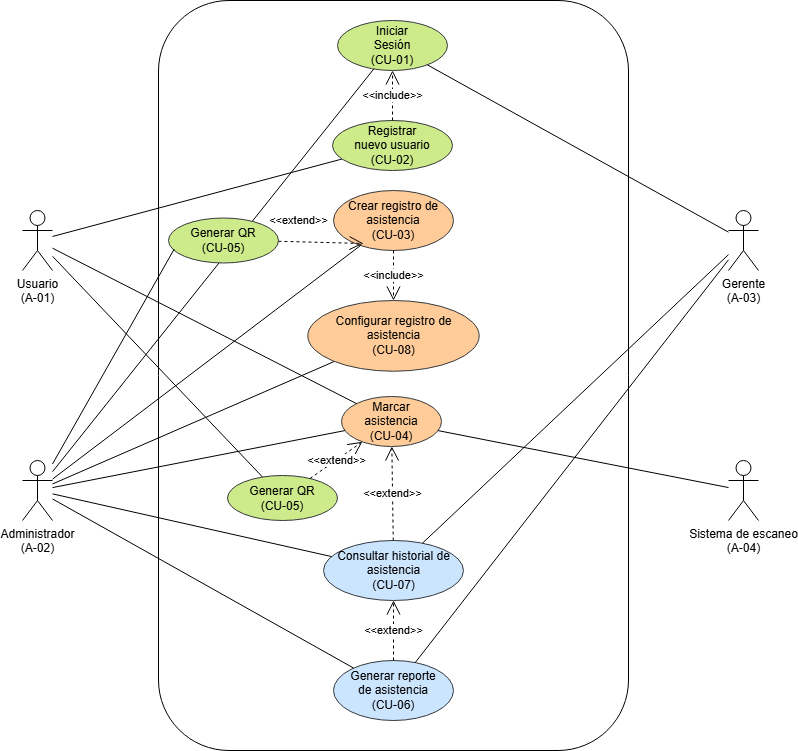 Iniciar
Sesión
(CU-01)
<<include>>
Registrar
nuevo usuario
(CU-02)
Crear registro de
asistencia
(CU-03)
<<extend>>
Generar QR
(CU-05)
<<include>>
Usuario
(A-01)
Gerente
(A-03)
Configurar registro de
asistencia
(CU-08)
Marcar
asistencia
(CU-04)
<<extend>>
Generar QR
(CU-05)
<<extend>>
Administrador
(A-02)
Sistema de escaneo
(A-04)
Consultar historial de
asistencia
(CU-07)
<<extend>>
Generar reporte
de asistencia
(CU-06)